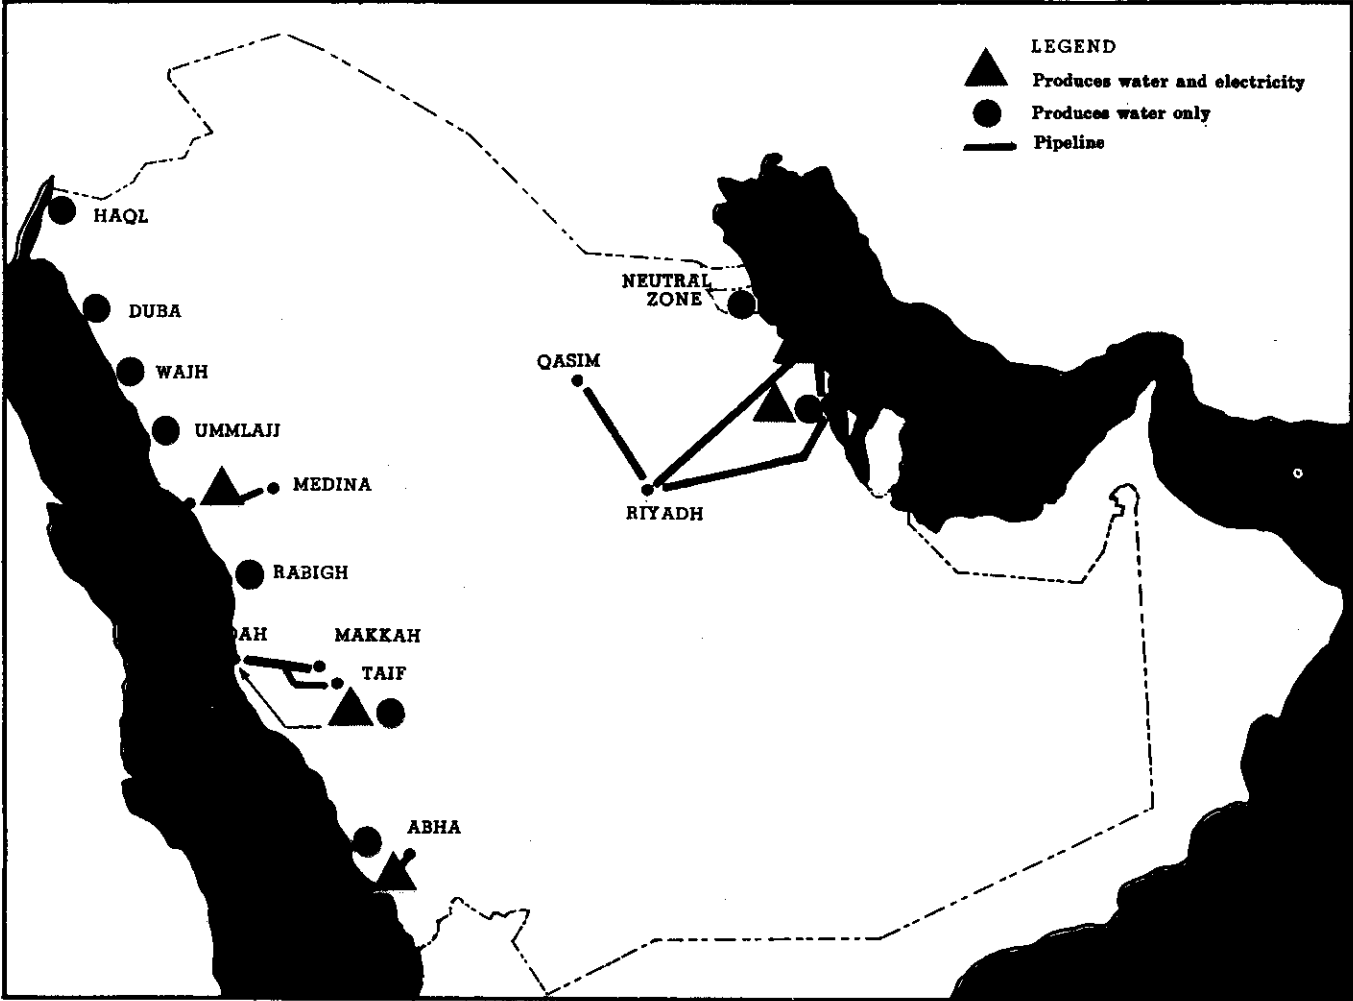 LEGEND
Produces water and electricity
Produces water only
Pipeline
HAQL
NEUTRAL
ZONE
DUBA
QASIM
WAJH
UMMLAJJ
MEDINA
RIYADH
RABIGH
DAH
MAKKAH
TAIF
ABHA